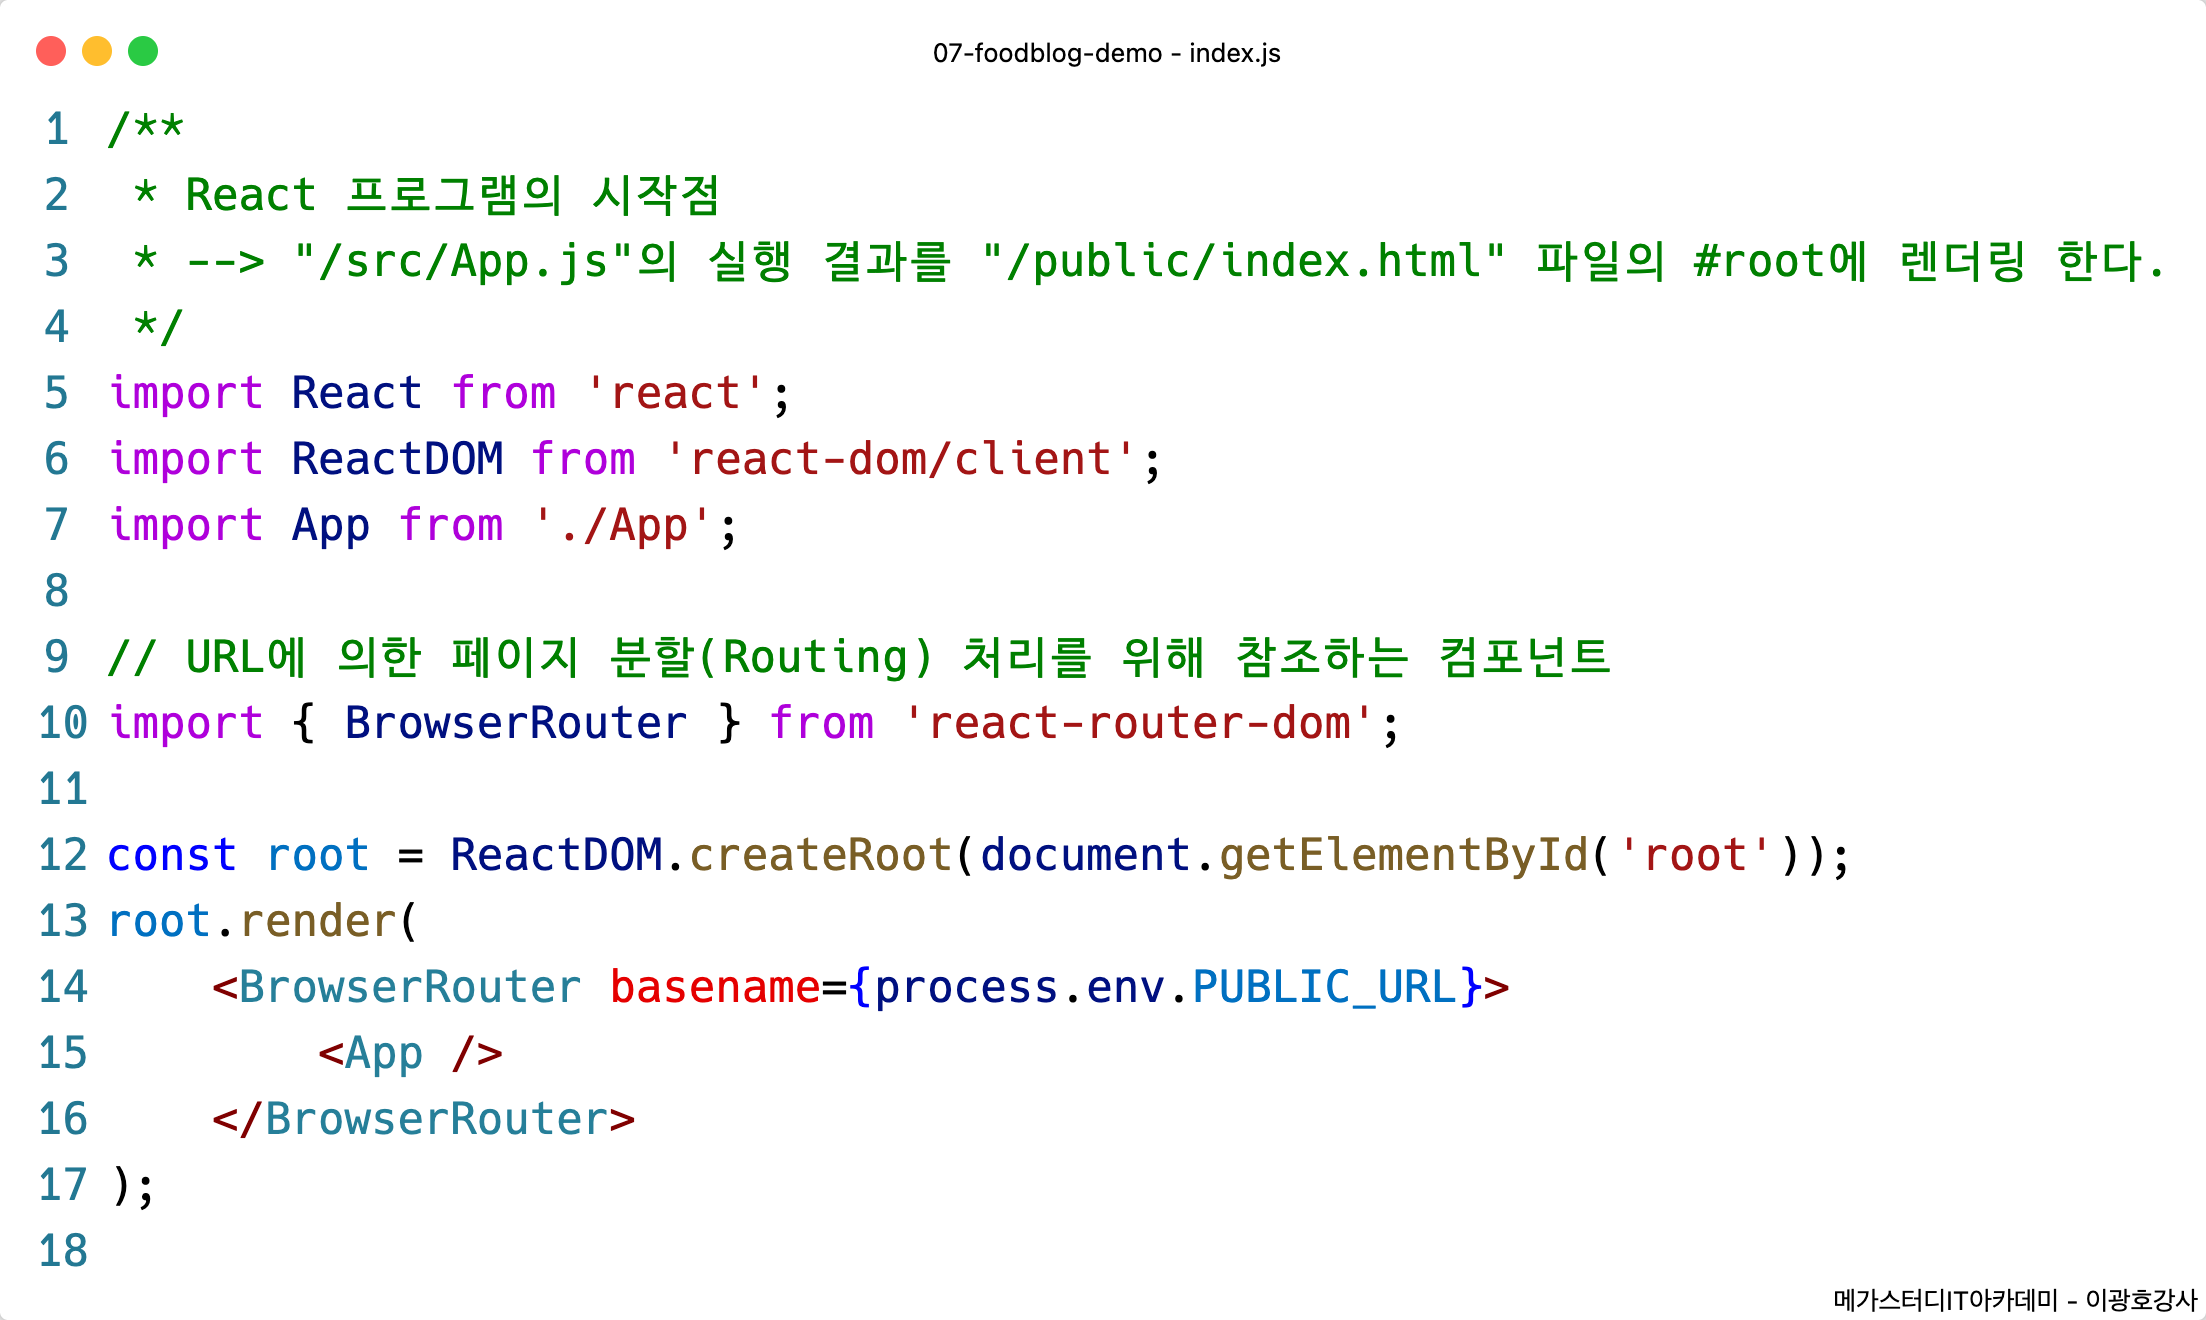 07-foodblog-demo - index.js
1 /**
2  * React 프로그램의 시작점
3  * --> "/src/App.js"의 실행 결과를 "/public/index.html" 파일의 #root에 렌더링 한다.
4  */
5 import React from 'react';
6 import ReactDOM from 'react-dom/client';
7 import App from './App';
8
9 // URL에 의한 페이지 분할(Routing) 처리를 위해 참조하는 컴포넌트
10 import { BrowserRouter } from 'react-router-dom';
11
12 const root = ReactDOM.createRoot(document.getElementById('root'));
13 root.render(
14     <BrowserRouter basename={process.env.PUBLIC_URL}>
15         <App />
16     </BrowserRouter>
17 );
18
메가스터디IT아카데미 - 이광호강사